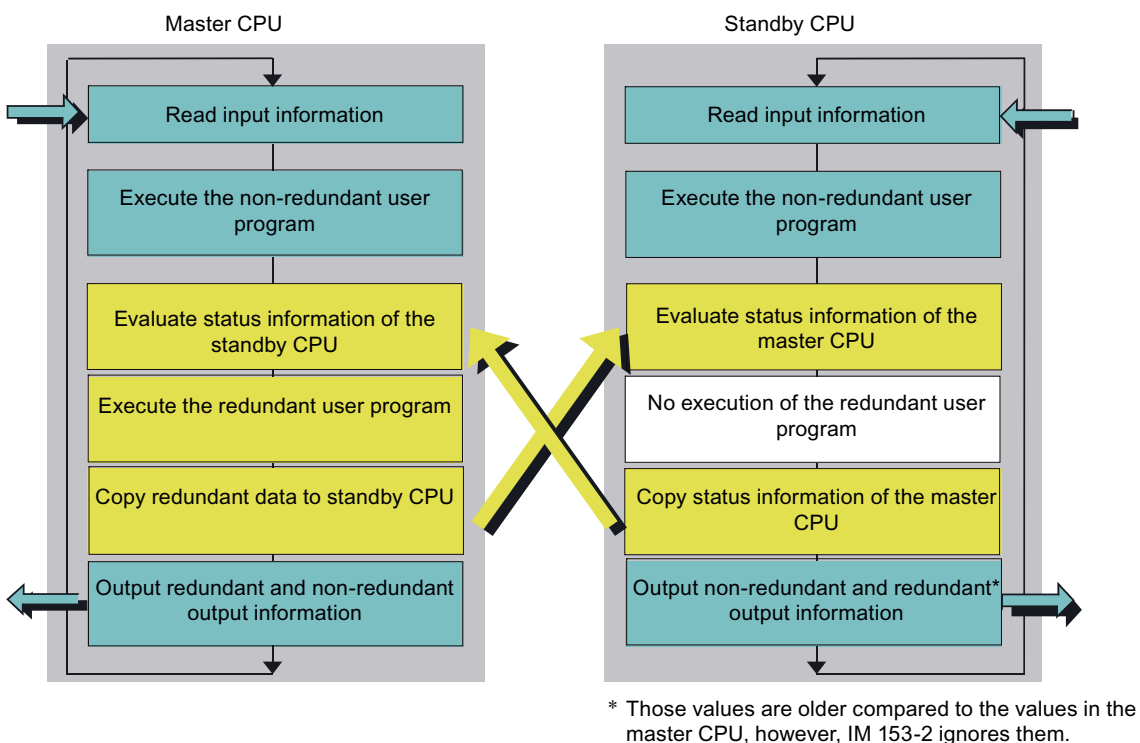 Master CPU
Read input information
Execute the non-redundant user
program
Evaluate status information of the
standby CPU
Execute the redundant user program
Copy redundant data to standby CPU
Output redundant and non-redundant
output information
Standby CPU
Read input information
Execute the non-redundant user
program
Evaluate status information of the
master CPU
No execution of the redundant user
program
Copy status information of the master
CPU
Output non-redundant and redundant*
output information
* Those values are older compared to the values in the
master CPU, however, IM 153-2 ignores them.